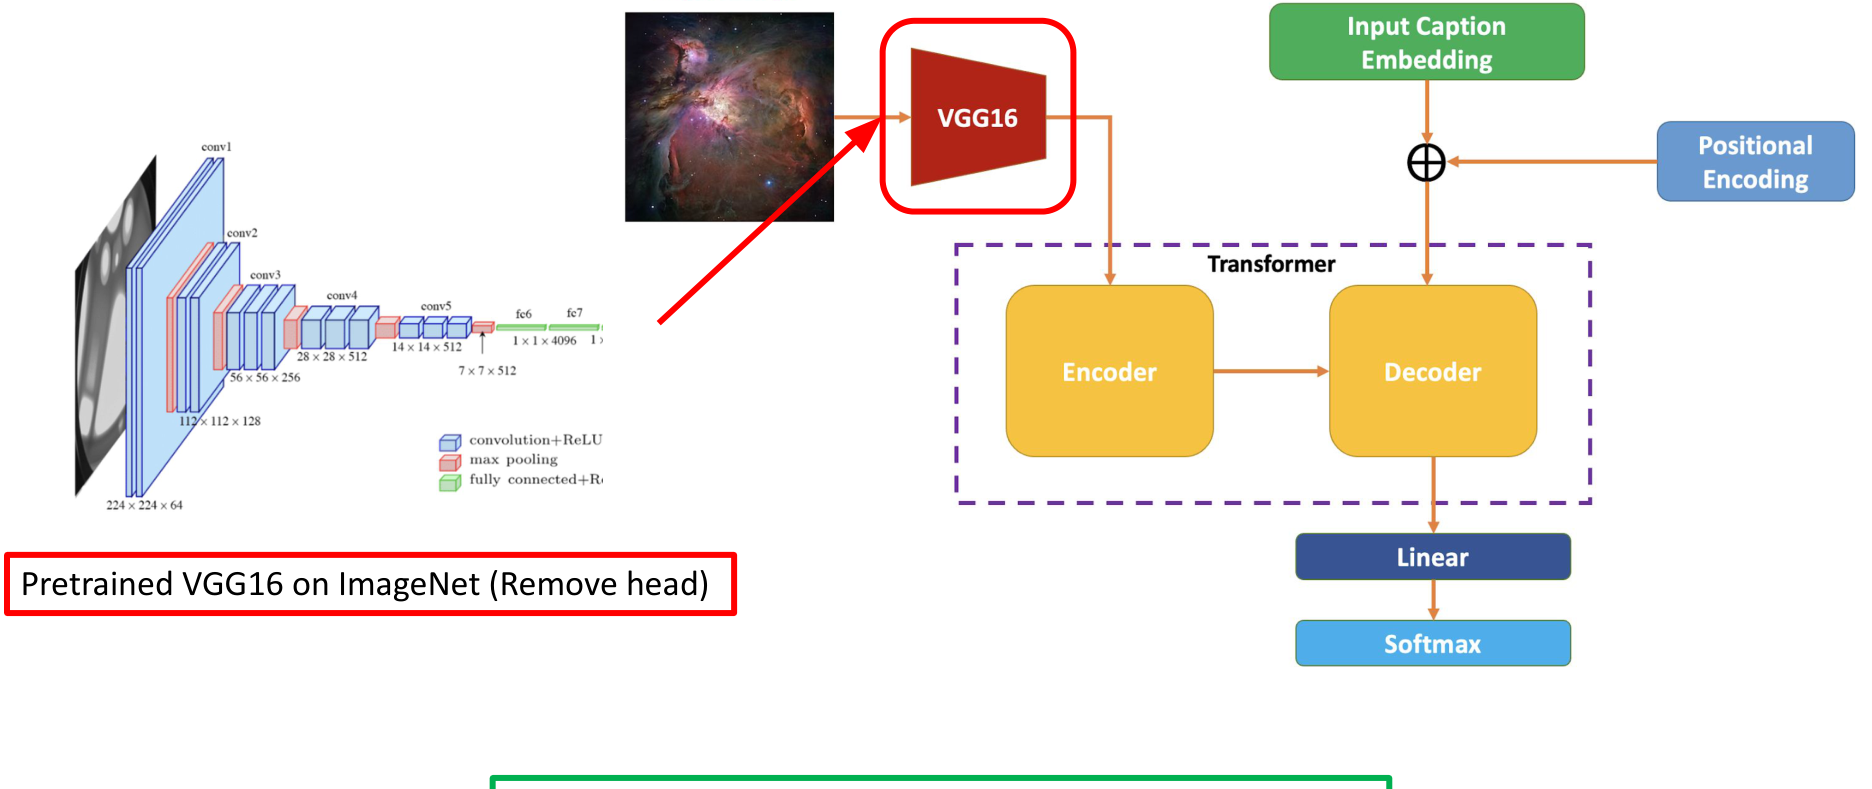 conv1
conv2
conv3
conv4
conv5
fc6
fc7
1 × 1 × 4096
14 × 14 × 512
28 × 28 × 512
7 × 7 × 512
56 × 56 × 256
112 × 112 × 128
224 × 224 × 64
convolution+ReLU
max pooling
Pretrained VGG16 on ImageNet (Remove head)
VGG16
Input Caption
Embedding
Positional
Encoding
Transformer
Encoder
Decoder
Linear
Softmax
fully connected+R